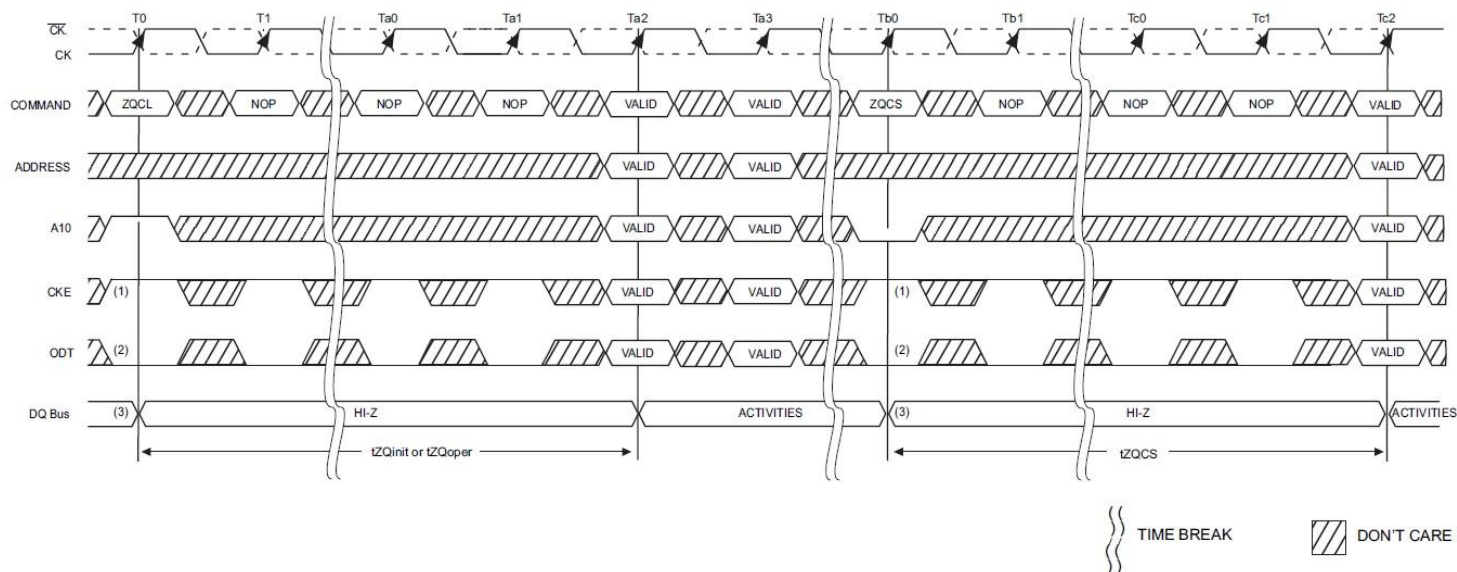 T0 T1 Ta0 Ta1 Ta2 Ta3 Tb0 Tb1 Tc0 Tc1 Tc2
CK
CK
COMMAND ZQCL NOP NOP NOP VALID VALID ZQCS NOP NOP NOP VALID
ADDRESS VALID VALID VALID
A10 VALID VALID VALID
CKE (1) VALID VALID (1) VALID
ODT (2) VALID VALID (2) VALID
DQ Bus (3) HI-Z ACTIVITIES (3) HI-Z ACTIVITIES
tZQinit or tZQoper tZQCS
TIME BREAK DON'T CARE